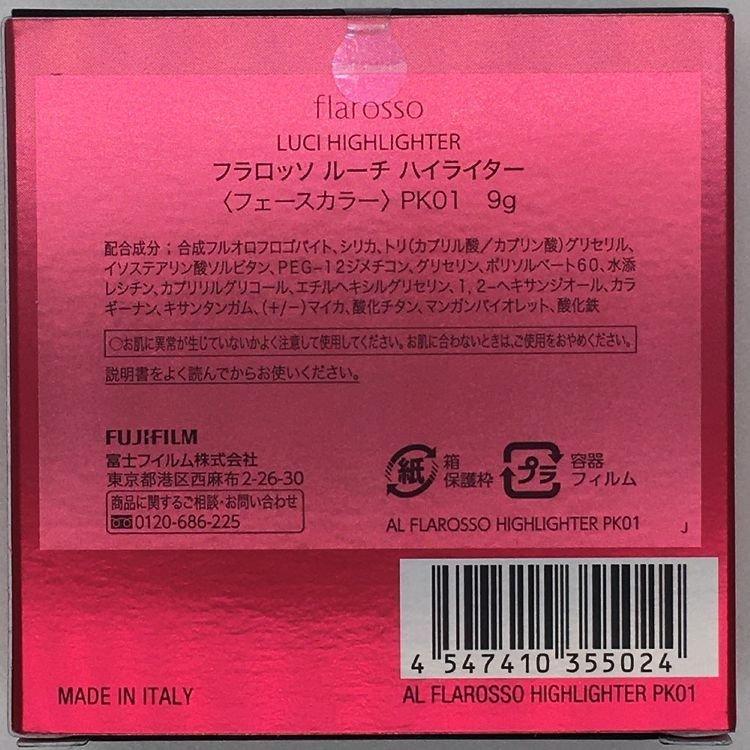 flarosso
LUCI HIGHLIGHTER
フラロッソ ルーチ ハイライター
〈フェースカラー〉 PK01 9g
配合成分；合成フルオロフロゴパイト、シリカ、トリ(カプリル酸／カプリン酸)グリセリル、
イソステアリン酸ソルビタン、PEG-12ジメチコン、グリセリン、ポリソルベート60、水添
レシチン、カプリリルグリコール、エチルヘキシルグリセリン、1，2-ヘキサンジオール、カラ
ギーナン、キサンタンガム、(+/-)マイカ、酸化チタン、マンガンバイオレット、酸化鉄
○お肌に異常が生じていないかよく注意して使用してください。お肌に合わないときは、ご使用をおやめください。
説明書をよく読んでからお使いください。
FUJIFILM
富士フイルム株式会社
東京都港区西麻布2-26-30
商品に関するご相談・お問い合わせ
0120-686-225
紙 箱
保護枠
プラ 容器
フィルム
AL FLAROSSO HIGHLIGHTER PK01 J
4 547410 355024
MADE IN ITALY
AL FLAROSSO HIGHLIGHTER PK01